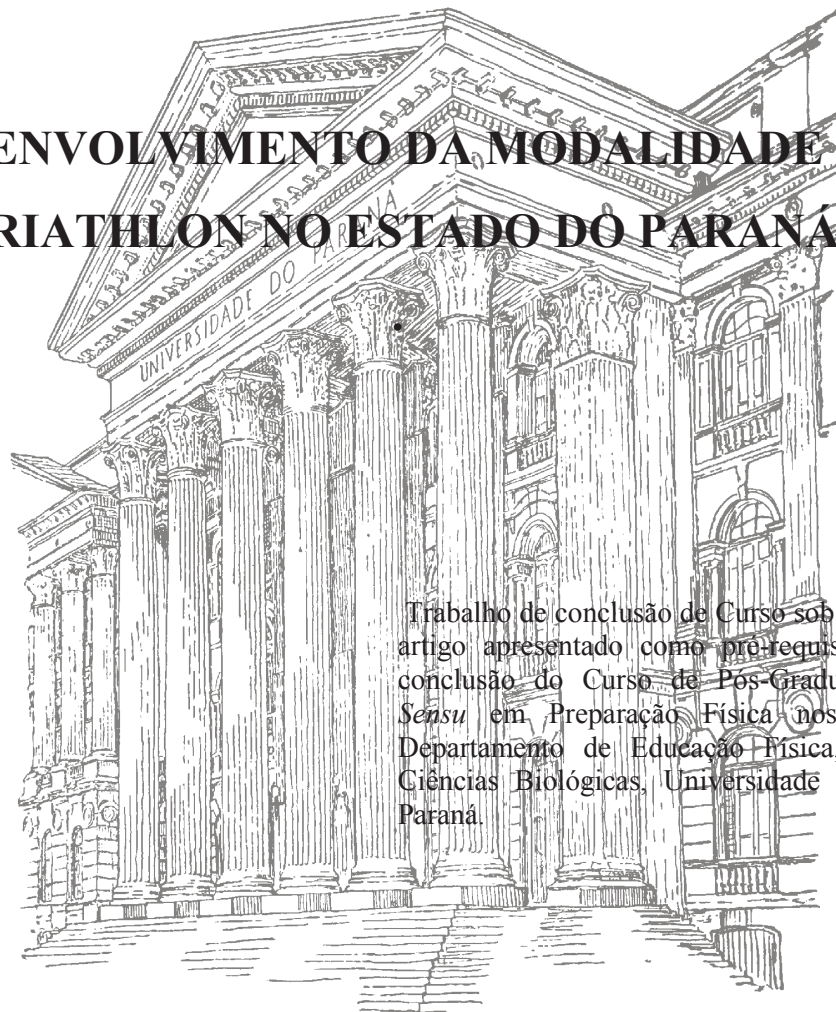 ENVOLVIMENTO DA MODALIDADE
RIATHLON NO ESTADO DO PARANÁ
.
UNIVERSIDADE DO PARANÁ
Trabalho de conclusão de Curso sob
artigo apresentado como pré-requis
conclusão do Curso de Pós-Gradu
Sensu em Preparação Física nos
Departamento de Educação Física,
Ciências Biológicas, Universidade
Paraná.